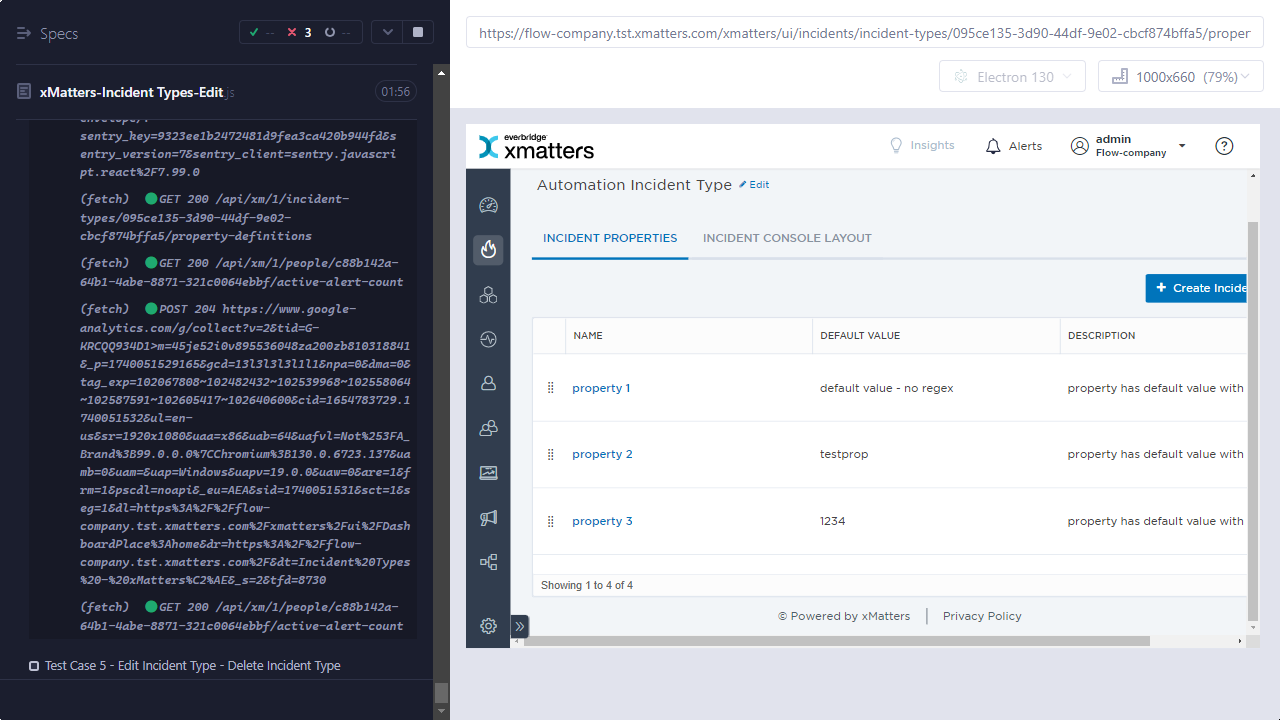 Specs
-- 3 --
xMatters-Incident Types-Edit.js
01:56
sentry_key=9323ee1b2472481d9fea3ca420b944fd&s
entry_version=7&sentry_client=sentry.javascri
pt.react%2F7.99.0
(fetch) GET 200 /api/xm/1/incident-
types/095ce135-3d90-44df-9e02-
cbcf874bffa5/property-definitions
(fetch) GET 200 /api/xm/1/people/c88b142a-
64b1-4abe-8871-321c0064ebbf/active-alert-count
(fetch) POST 204 https://www.google-
analytics.com/g/collect?v=2&tid=G-
KRCQQ934D1>m=45je52i0v895536048za200zb810318841
&_p=1740051529165&gcd=13l3l3l3l1l1&npa=0&dma=0&
tag_exp=102067808~102482432~102539968~102558064
~102587591~102605417~102640600&cid=1654783729.1
740051532&ul=en-
us&sr=1920x1080&uaa=x86&uab=64&uafvl=Not%253FA_
Brand%3B99.0.0.0%7CChromium%3B130.0.6723.137&ua
mb=0&uam=&uap=Windows&uapv=19.0.0&uaw=0&are=1&f
rm=1&pscdl=noapi&_eu=AEA&sid=1740051531&sct=1&s
eg=1&dl=https%3A%2F%2Fflow-
company.tst.xmatters.com%2Fxmatters%2Fui%2FDash
boardPlace%3Ahome&dr=https%3A%2F%2Fflow-
company.tst.xmatters.com%2F&dt=Incident%20Types
%20-%20xMatters%C2%AE&_s=2&tfd=8730
(fetch) GET 200 /api/xm/1/people/c88b142a-
64b1-4abe-8871-321c0064ebbf/active-alert-count
Test Case 5 - Edit Incident Type - Delete Incident Type
https://flow-company.tst.xmatters.com/xmatters/ui/incidents/incident-types/095ce135-3d90-44df-9e02-cbcf874bffa5/proper
Electron 130
1000x660 (79%)
everbridge
xmatters
Insights
Alerts
admin
Flow-company
Automation Incident Type Edit
INCIDENT PROPERTIES
INCIDENT CONSOLE LAYOUT
+ Create Incide
NAME DEFAULT VALUE DESCRIPTION
property 1 default value - no regex property has default value with
property 2 testprop property has default value with
property 3 1234 property has default value with
Showing 1 to 4 of 4
© Powered by xMatters | Privacy Policy